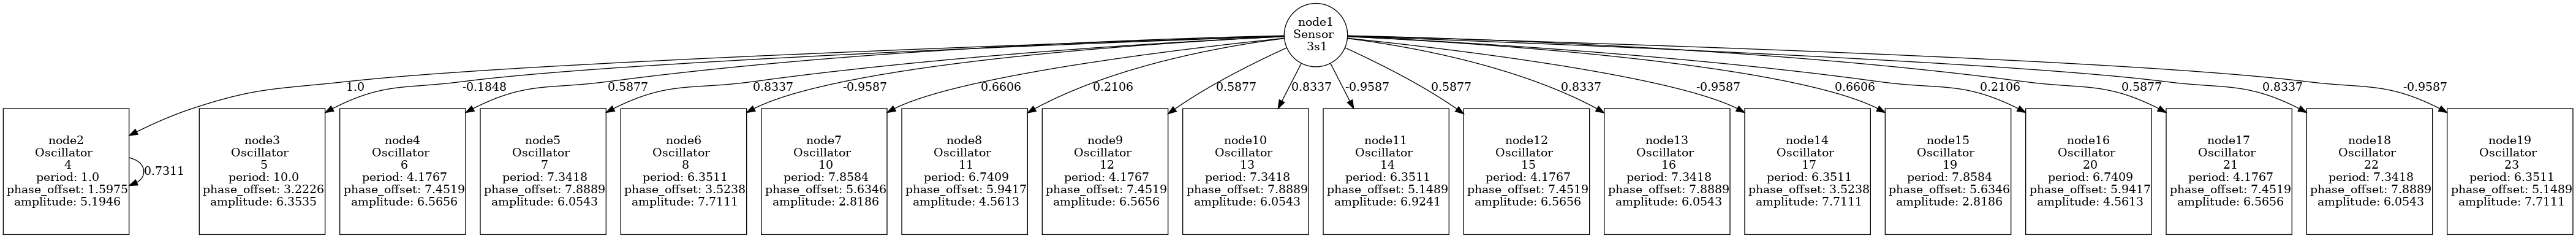 node1
Sensor
3s1
1.0
-0.1848
0.5877
0.8337
-0.9587
0.6606
0.2106
0.5877
0.8337
-0.9587
0.5877
0.8337
-0.9587
0.6606
0.2106
0.5877
0.8337
-0.9587
node2
Oscillator
4
period: 1.0
phase_offset: 1.5975
amplitude: 5.1946
0.7311
node3
Oscillator
5
period: 10.0
phase_offset: 3.2226
amplitude: 6.3535
node4
Oscillator
6
period: 4.1767
phase_offset: 7.4519
amplitude: 6.5656
node5
Oscillator
7
period: 7.3418
phase_offset: 7.8889
amplitude: 6.0543
node6
Oscillator
8
period: 6.3511
phase_offset: 3.5238
amplitude: 7.7111
node7
Oscillator
10
period: 7.8584
phase_offset: 5.6346
amplitude: 2.8186
node8
Oscillator
11
period: 6.7409
phase_offset: 5.9417
amplitude: 4.5613
node9
Oscillator
12
period: 4.1767
phase_offset: 7.4519
amplitude: 6.5656
node10
Oscillator
13
period: 7.3418
phase_offset: 7.8889
amplitude: 6.0543
node11
Oscillator
14
period: 6.3511
phase_offset: 5.1489
amplitude: 6.9241
node12
Oscillator
15
period: 4.1767
phase_offset: 7.4519
amplitude: 6.5656
node13
Oscillator
16
period: 7.3418
phase_offset: 7.8889
amplitude: 6.0543
node14
Oscillator
17
period: 6.3511
phase_offset: 3.5238
amplitude: 7.7111
node15
Oscillator
19
period: 7.8584
phase_offset: 5.6346
amplitude: 2.8186
node16
Oscillator
20
period: 6.7409
phase_offset: 5.9417
amplitude: 4.5613
node17
Oscillator
21
period: 4.1767
phase_offset: 7.4519
amplitude: 6.5656
node18
Oscillator
22
period: 7.3418
phase_offset: 7.8889
amplitude: 6.0543
node19
Oscillator
23
period: 6.3511
phase_offset: 5.1489
amplitude: 7.7111